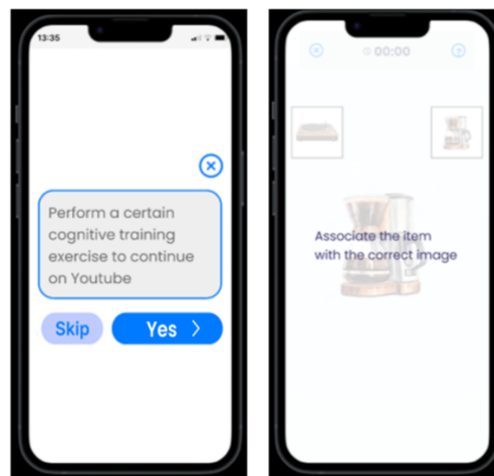 13:35
Perform a certain
cognitive training
exercise to continue
on Youtube
Skip
Yes
00:00
Associate the item
with the correct image